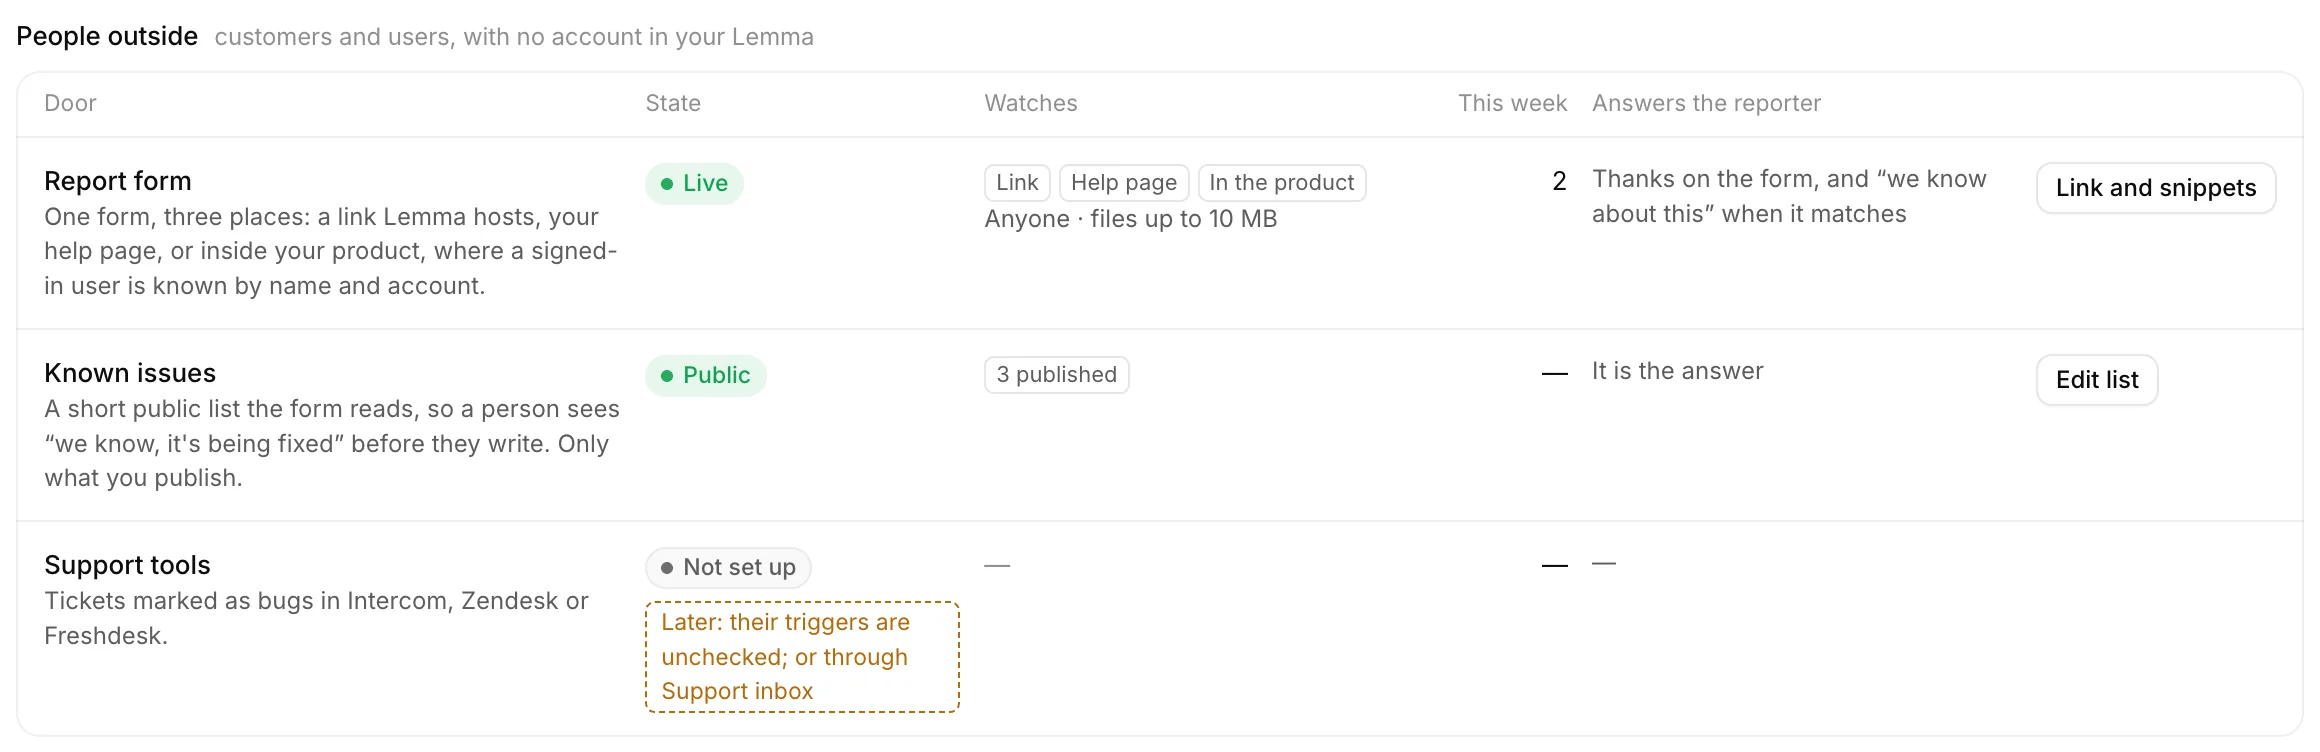 People outside customers and users, with no account in your Lemma
Door State Watches This week Answers the reporter
Report form
One form, three places: a link Lemma hosts, your
help page, or inside your product, where a signed-
in user is known by name and account.
Live
Link Help page In the product
Anyone · files up to 10 MB
2
Thanks on the form, and “we know
about this” when it matches
Link and snippets
Known issues
A short public list the form reads, so a person sees
“we know, it's being fixed” before they write. Only
what you publish.
Public
3 published
—
It is the answer
Edit list
Support tools
Tickets marked as bugs in Intercom, Zendesk or
Freshdesk.
Not set up
Later: their triggers are
unchecked; or through
Support inbox
—
—
—